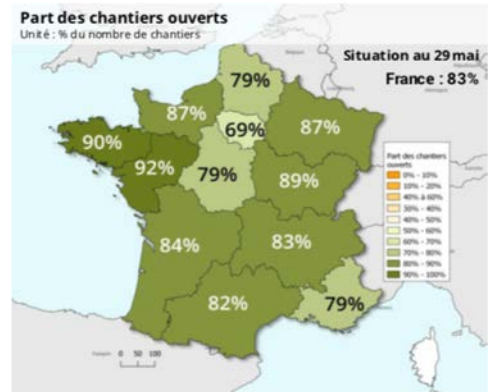 Part des chantiers ouverts
Unité : % du nombre de chantiers
Situation au 29 mai
France : 83%
79%
87%
69%
87%
90%
92%
79%
89%
84%
83%
82%
79%
Part des chantiers
ouverts
0% - 10%
10% - 20%
40% à 60%
30% - 40%
40% - 50%
50% - 60%
60% - 70%
70% - 80%
80% - 90%
90% - 100%
0 50 100